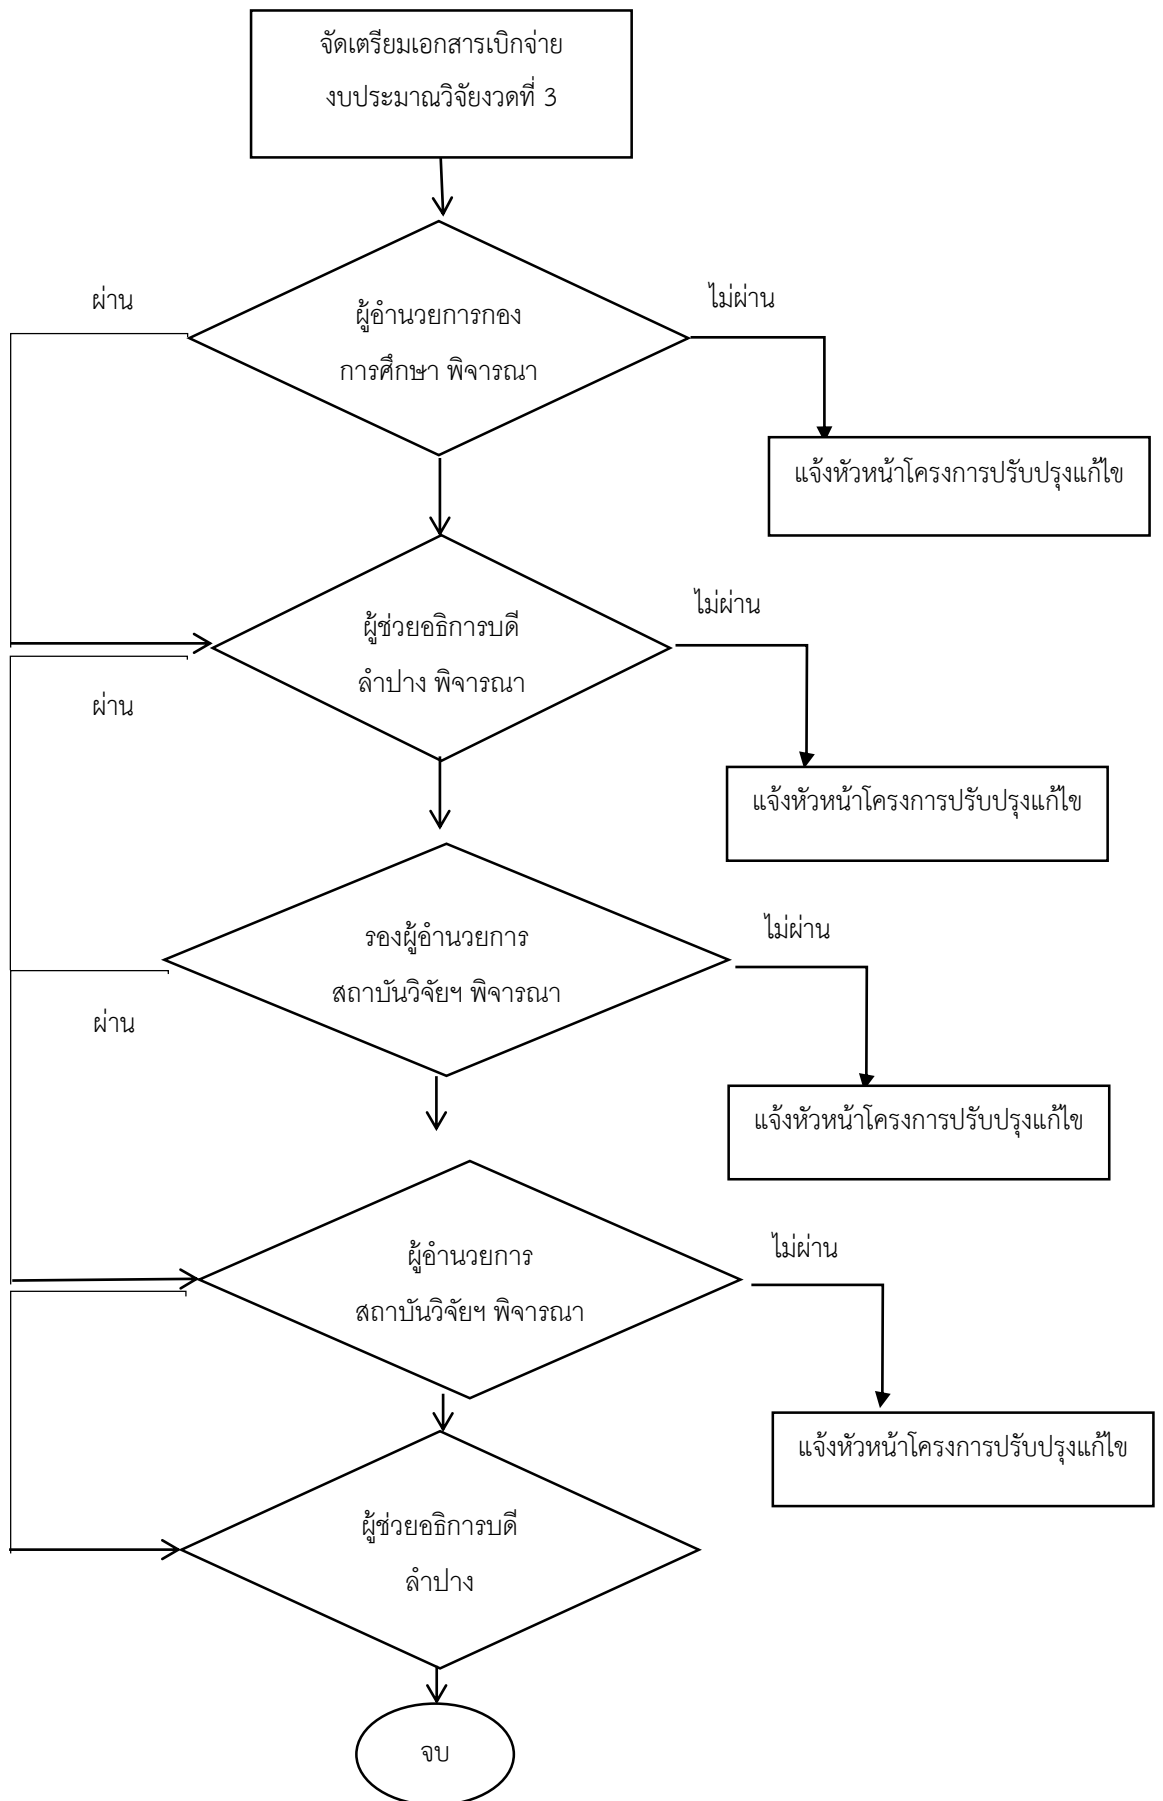 จัดเตรียมเอกสารเบิกจ่าย
งบประมาณวิจัยงวดที่ 3
ผ่าน
ไม่ผ่าน
ผู้อำนวยการกอง
การศึกษา พิจารณา
แจ้งหัวหน้าโครงการปรับปรุงแก้ไข
ไม่ผ่าน
ผู้ช่วยอธิการบดี
ลำปาง พิจารณา
ผ่าน
แจ้งหัวหน้าโครงการปรับปรุงแก้ไข
ไม่ผ่าน
รองผู้อำนวยการ
สถาบันวิจัยฯ พิจารณา
ผ่าน
แจ้งหัวหน้าโครงการปรับปรุงแก้ไข
ไม่ผ่าน
ผู้อำนวยการ
สถาบันวิจัยฯ พิจารณา
แจ้งหัวหน้าโครงการปรับปรุงแก้ไข
ผู้ช่วยอธิการบดี
ลำปาง
จบ